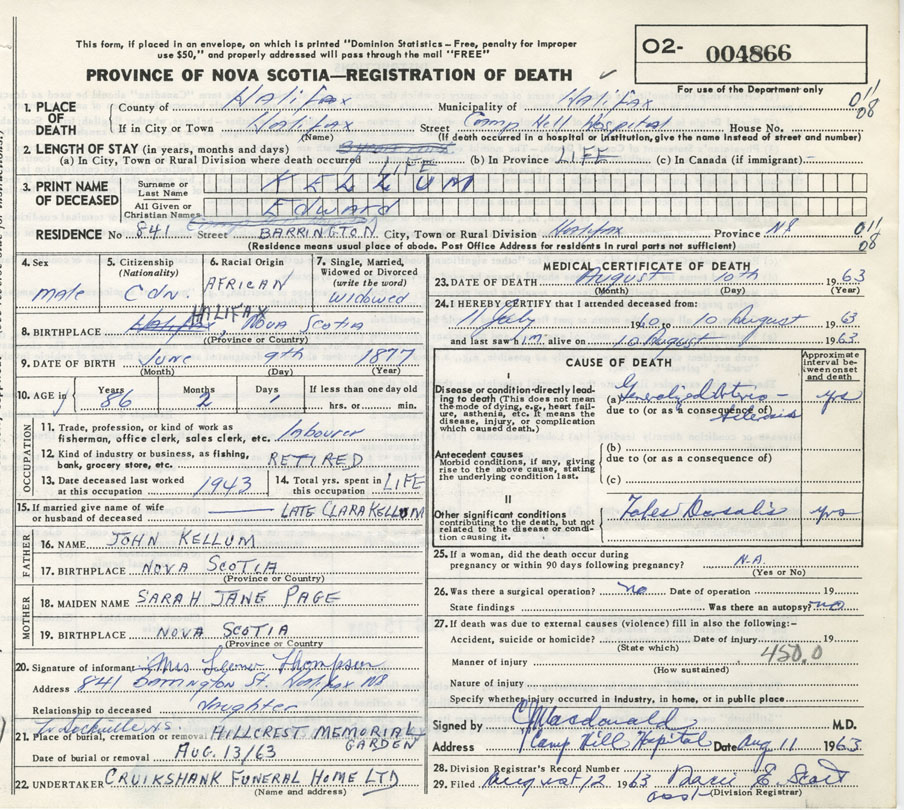 This form, if placed in an envelope, on which is printed "Dominion Statistics – Free, penalty for improper
use $50," and properly addressed will pass through the mail "FREE"
O2- 004866
PROVINCE OF NOVA SCOTIA—REGISTRATION OF DEATH
For use of the Department only
1. PLACE OF DEATH County of Halifax Municipality of Halifax
If in City or Town Halifax Street Camp Hill Hospital House No.
(Name) (If death occurred in a hospital or institution, give the name instead of street and number)
011
08
2. LENGTH OF STAY (in years, months and days)
(a) In City, Town or Rural Division where death occurred LIFE (b) In Province LIFE (c) In Canada (if immigrant) –
3. PRINT NAME OF DECEASED Surname or Last Name KELLUM
All Given or Christian Names EDWARD
RESIDENCE No 841 Street BARRINGTON City, Town or Rural Division Halifax Province NS
011
08
(Residence means usual place of abode. Post Office Address for residents in rural parts not sufficient)
4. Sex male
5. Citizenship (Nationality) Cdn.
6. Racial Origin AFRICAN
7. Single, Married, Widowed or Divorced (write the word) Widowed
8. BIRTHPLACE Halifax HALIFAX, Nova Scotia
(Province or Country)
9. DATE OF BIRTH June 9th 1877
(Month) (Day) (Year)
10. AGE in Years 86 Months 2 Days 1 If less than one day old hrs. or min.
OCCUPATION
11. Trade, profession, or kind of work as
fisherman, office clerk, sales clerk, etc. labourer
12. Kind of industry or business, as fishing,
bank, grocery store, etc. RETIRED
13. Date deceased last worked
at this occupation 1943
14. Total yrs. spent in
this occupation LIFE
15. If married give name of wife
or husband of deceased LATE CLARA KELLUM
FATHER
16. NAME JOHN KELLUM
17. BIRTHPLACE NOVA SCOTIA
(Province or Country)
MOTHER
18. MAIDEN NAME SARAH JANE PAGE
19. BIRTHPLACE NOVA SCOTIA
(Province or Country)
20. Signature of informant Mrs Thompson
Address 841 Barrington St. Halifax NS
Relationship to deceased daughter
21. Place of burial, cremation or removal HILLCREST MEMORIAL
GARDEN
Date of burial or removal AUG. 13/63
22. UNDERTAKER CRUIKSHANK FUNERAL HOME LTD
(Name and address)
MEDICAL CERTIFICATE OF DEATH
23. DATE OF DEATH August 10th 1963
(Month) (Day) (Year)
24. I HEREBY CERTIFY that I attended deceased from:
11 July 1960 to 10 August 1963
and last saw him alive on 10 August 1963
CAUSE OF DEATH
Approximate interval between onset and death
I
Disease or condition directly leading to death (This does not mean the mode of dying, e.g., heart failure, asthenia, etc. It means the disease, injury, or complication which caused death.)
(a) Generalized Arterio- yrs
due to (or as a consequence of)
sclerosis
Antecedent causes
Morbid conditions, if any, giving rise to the above cause, stating the underlying condition last.
(b)
due to (or as a consequence of)
(c)
II
Other significant conditions
contributing to the death, but not related to the disease or condition causing it.
Tabes Dorsalis yrs
25. If a woman, did the death occur during
pregnancy or within 90 days following pregnancy? N.A.
(Yes or No)
26. Was there a surgical operation? no Date of operation 19
State findings Was there an autopsy? no
27. If death was due to external causes (violence) fill in also the following:–
Accident, suicide or homicide? Date of injury 19
(State which)
450.0
Manner of injury
(How sustained)
Nature of injury
Specify whether injury occurred in industry, in home, or in public place
Signed by C Macdonald M.D.
Address Camp Hill Hospital Date Aug 11 1963
28. Division Registrar's Record Number
29. Filed August 12 1963 E. Scott
asst (Division Registrar)